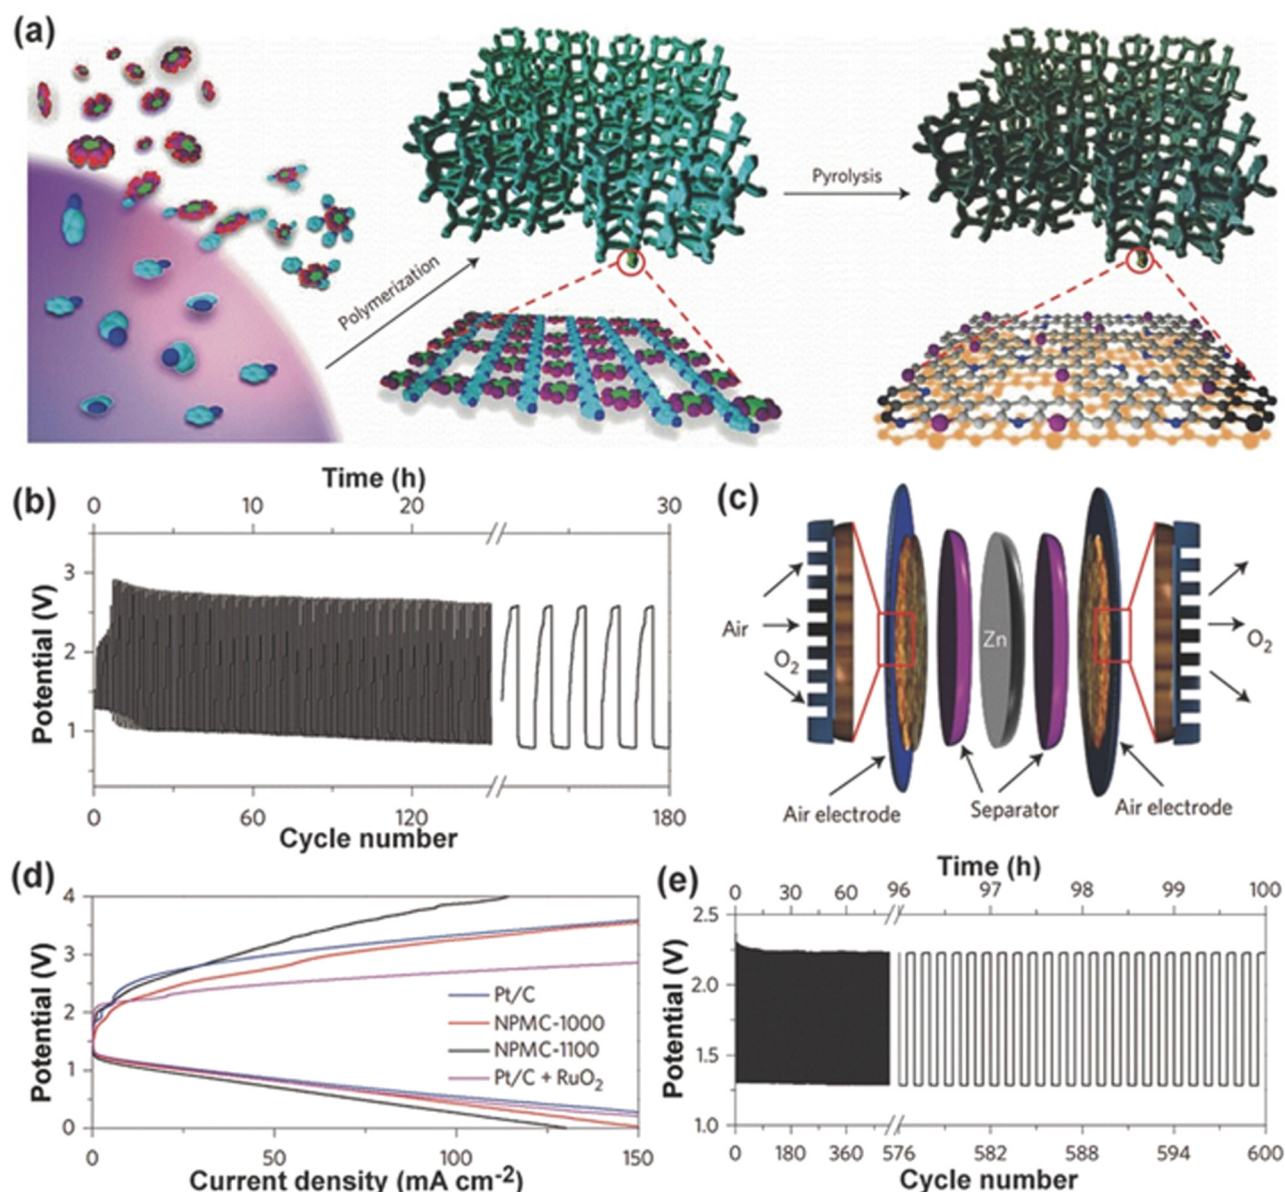 (a)
Polymerization
Pyrolysis
(b)
Time (h)
0 10 20 30
Potential (V)
3
2
1
0 60 120 180
Cycle number
(c)
Air
O2
Zn
O2
Air electrode
Separator
Air electrode
(d)
Potential (V)
4
3
2
1
0
Pt/C
NPMC-1000
NPMC-1100
Pt/C + RuO2
0 50 100 150
Current density (mA cm-2)
(e)
Time (h)
0 30 60 96 97 98 99 100
Potential (V)
2.5
2.0
1.5
1.0
0 180 360 576 582 588 594 600
Cycle number